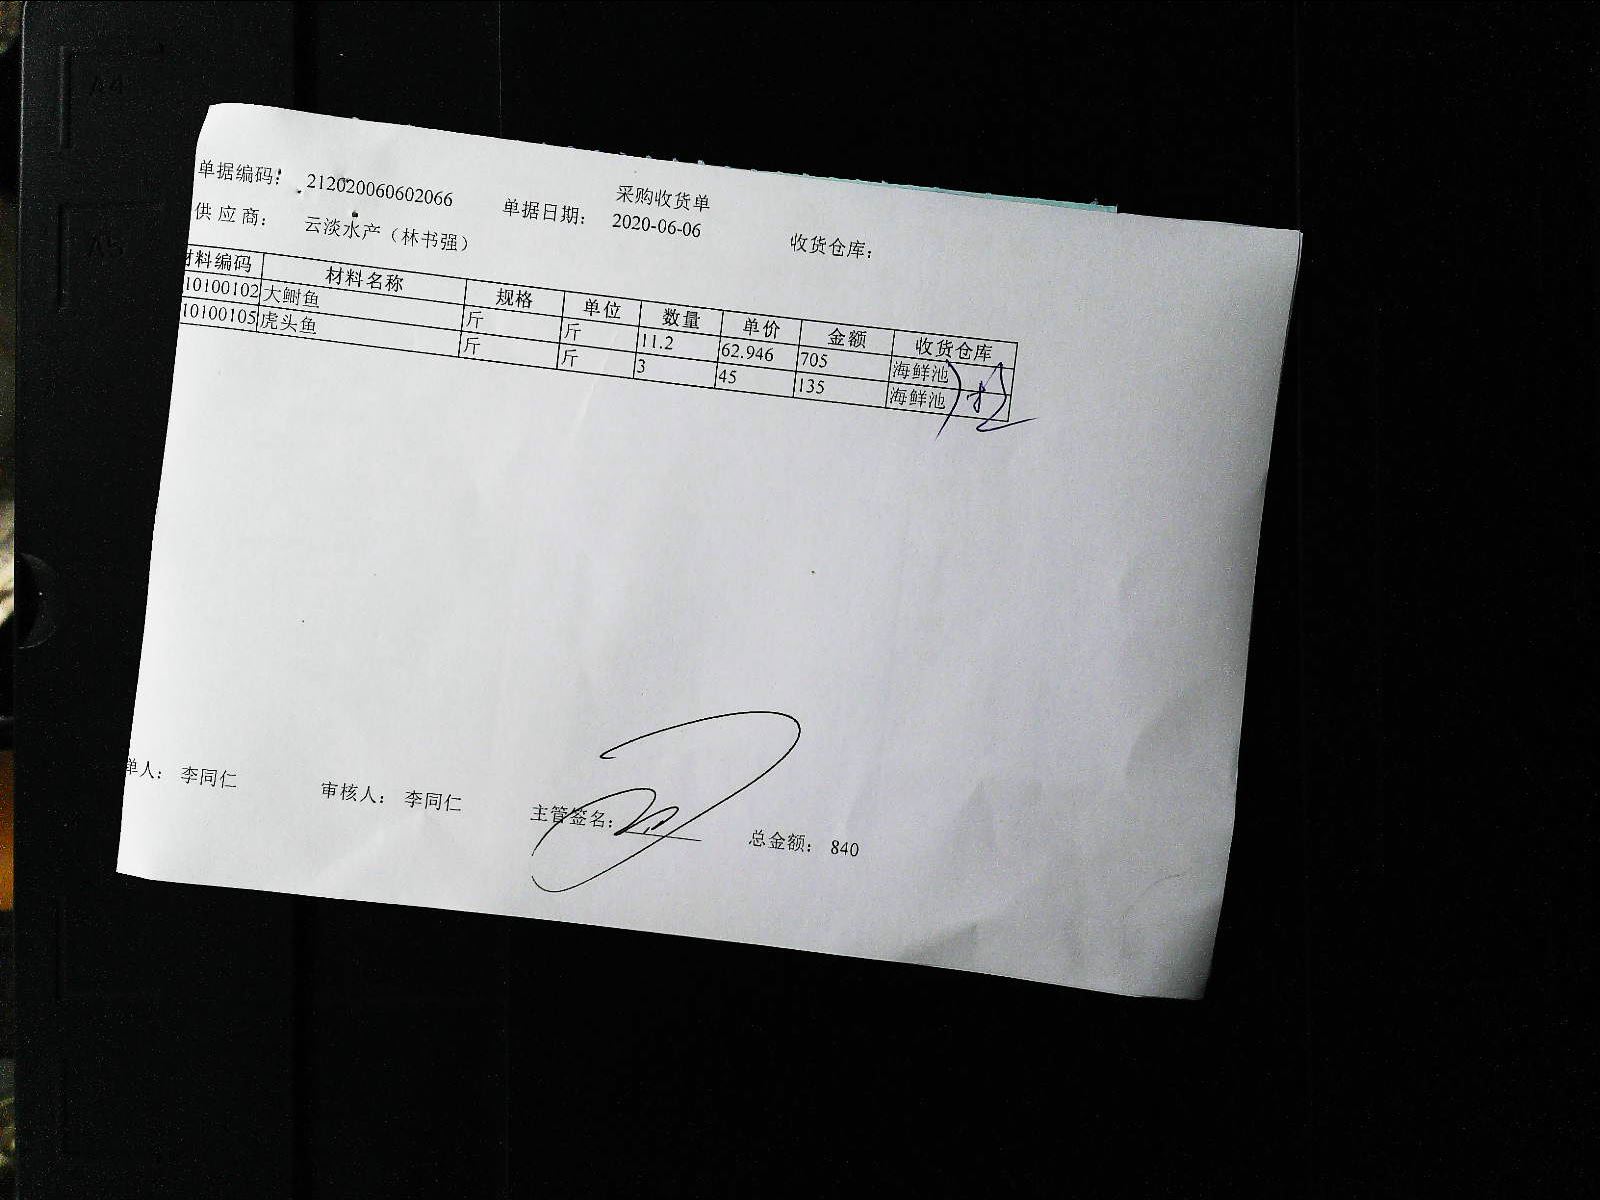 采购收货单
单据编码: 212020060602066 单据日期: 2020-06-06 收货仓库:
供应商: 云淡水产（林书强）
材料编码 材料名称 规格 单位 数量 单价 金额 收货仓库
10100102 大鲋鱼 斤 斤 11.2 62.946 705 海鲜池
10100105 虎头鱼 斤 斤 3 45 135 海鲜池
单人: 李同仁 审核人: 李同仁 主管签名: 总金额: 840